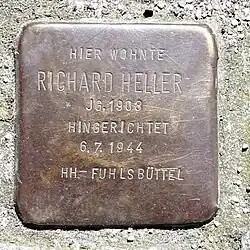 HIER WOHNTE
RICHARD HELLER
JG. 1908
HINGERICHTET
6.7.1944
HH-FUHLSBÜTTEL